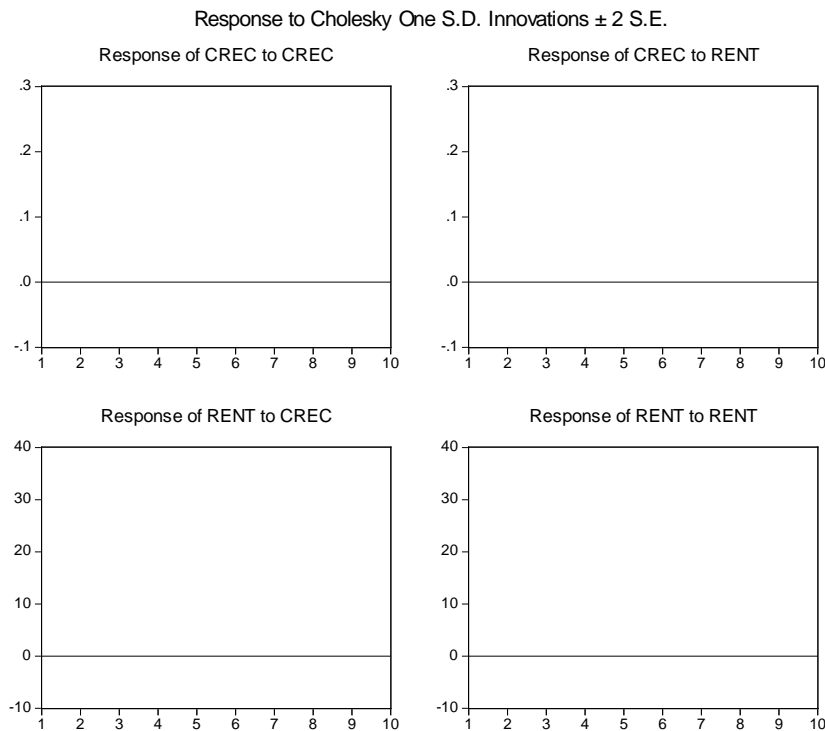 Response to Cholesky One S.D. Innovations ± 2 S.E.
Response of CREC to CREC
.3
.2
.1
.0
-.1
1 2 3 4 5 6 7 8 9 10
Response of CREC to RENT
.3
.2
.1
.0
-.1
1 2 3 4 5 6 7 8 9 10
Response of RENT to CREC
40
30
20
10
0
-10
1 2 3 4 5 6 7 8 9 10
Response of RENT to RENT
40
30
20
10
0
-10
1 2 3 4 5 6 7 8 9 10